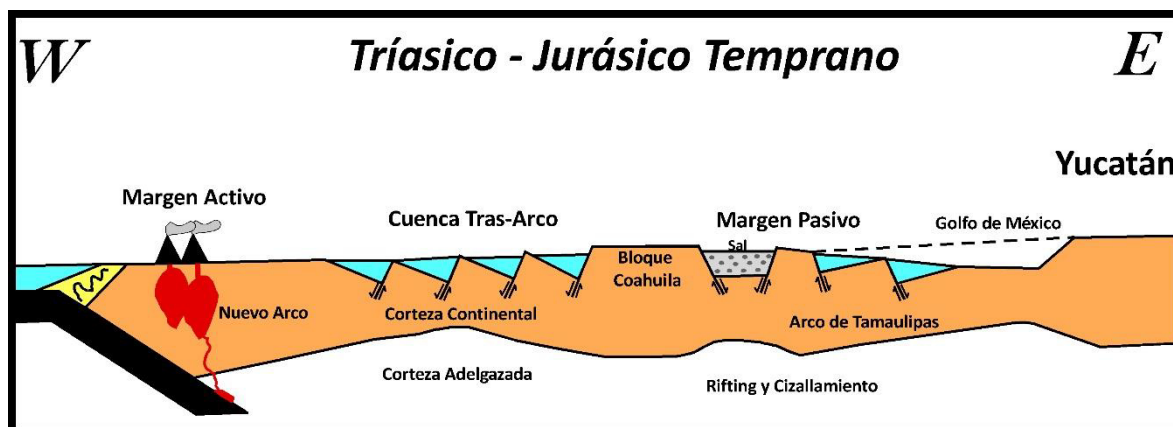 W
Tríasico - Jurásico Temprano
E
Yucatán
Margen Activo
Cuenca Tras-Arco
Margen Pasivo
Golfo de México
Sal
Bloque
Coahuila
Nuevo Arco
Corteza Continental
Arco de Tamaulipas
Corteza Adelgazada
Rifting y Cizallamiento